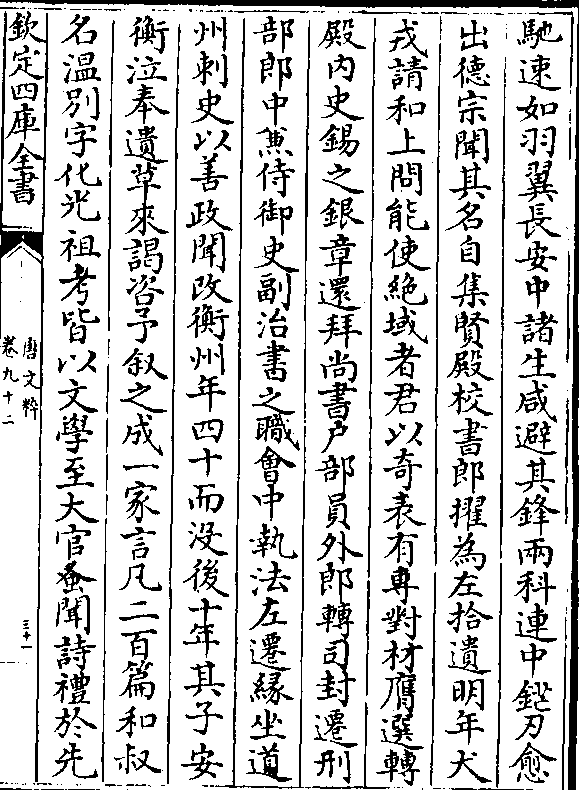 馳速如羽翼長安中諸生咸避其鋒兩科連中鋩刃愈
出德宗聞其名自集賢殿校書郎擢為左拾遺明年犬
戎請和上問能使絶域者君以奇表有専對材膺選轉
殿内史錫之銀章還拜尚書户部員外郎轉司封遷刑
部郎中兼侍御史副治書之職會中執法左遷縁坐道
州刺史以善政聞改衡州年四十而没後十年其子安
衡泣奉遺草來謁咨予叙之成一家言凡二百篇和叔
名温别字化光祖考皆以文學至大官蚤聞詩禮於先
欽定四庫全書
唐文粹
卷九十二
三十一